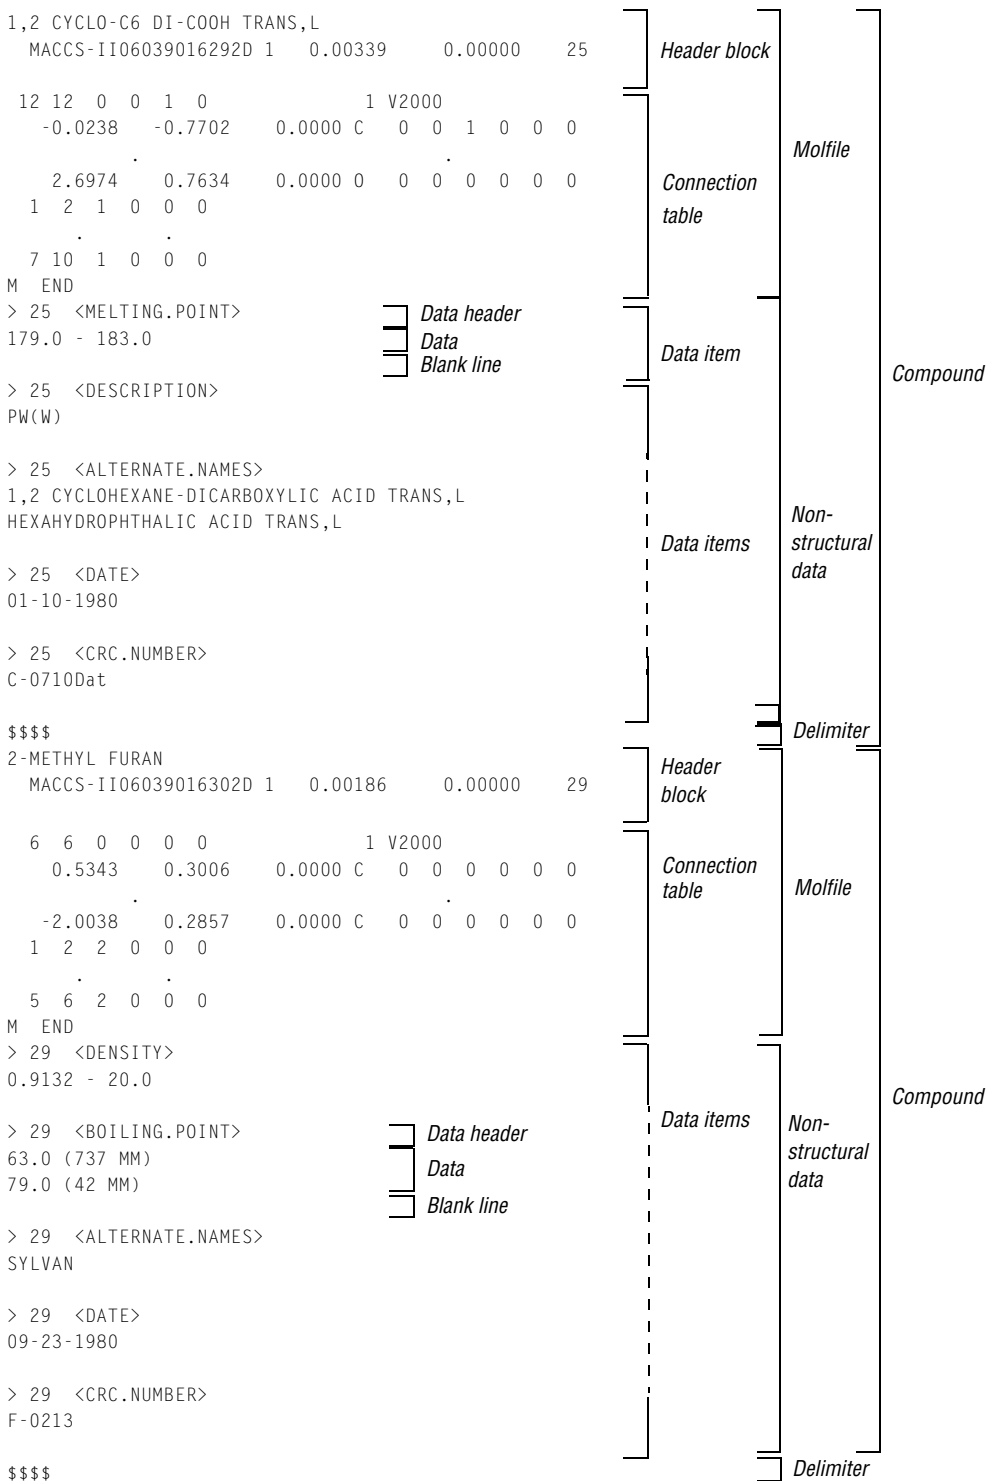 1,2 CYCLO-C6 DI-COOH TRANS,L
  MACCS-II06039016292D 1   0.00339     0.00000    25
Header block
 12 12  0  0  1  0              1 V2000
   -0.0238   -0.7702    0.0000 C   0  0  1  0  0  0
Molfile
          .                             .
    2.6974    0.7634    0.0000 O   0  0  0  0  0  0
Connection
table
  1  2  1  0  0  0
     .      .
  7 10  1  0  0  0
M  END
> 25  <MELTING.POINT>
Data header
179.0 - 183.0
Data
Blank line
Data item
Compound
> 25  <DESCRIPTION>
PW(W)
> 25  <ALTERNATE.NAMES>
1,2 CYCLOHEXANE-DICARBOXYLIC ACID TRANS,L
HEXAHYDROPHTHALIC ACID TRANS,L
Data items
Non-
structural
data
> 25  <DATE>
01-10-1980
> 25  <CRC.NUMBER>
C-0710Dat
$$$$
Delimiter
2-METHYL FURAN
  MACCS-II06039016302D 1   0.00186     0.00000    29
Header
block
  6  6  0  0  0  0              1 V2000
    0.5343    0.3006    0.0000 C   0  0  0  0  0  0
Connection
table
Molfile
          .                             .
   -2.0038    0.2857    0.0000 C   0  0  0  0  0  0
  1  2  2  0  0  0
     .      .
  5  6  2  0  0  0
M  END
> 29  <DENSITY>
0.9132 - 20.0
Compound
> 29  <BOILING.POINT>
Data header
Data items
63.0 (737 MM)
79.0 (42 MM)
Data
Blank line
Non-
structural
data
> 29  <ALTERNATE.NAMES>
SYLVAN
> 29  <DATE>
09-23-1980
> 29  <CRC.NUMBER>
F-0213
$$$$
Delimiter